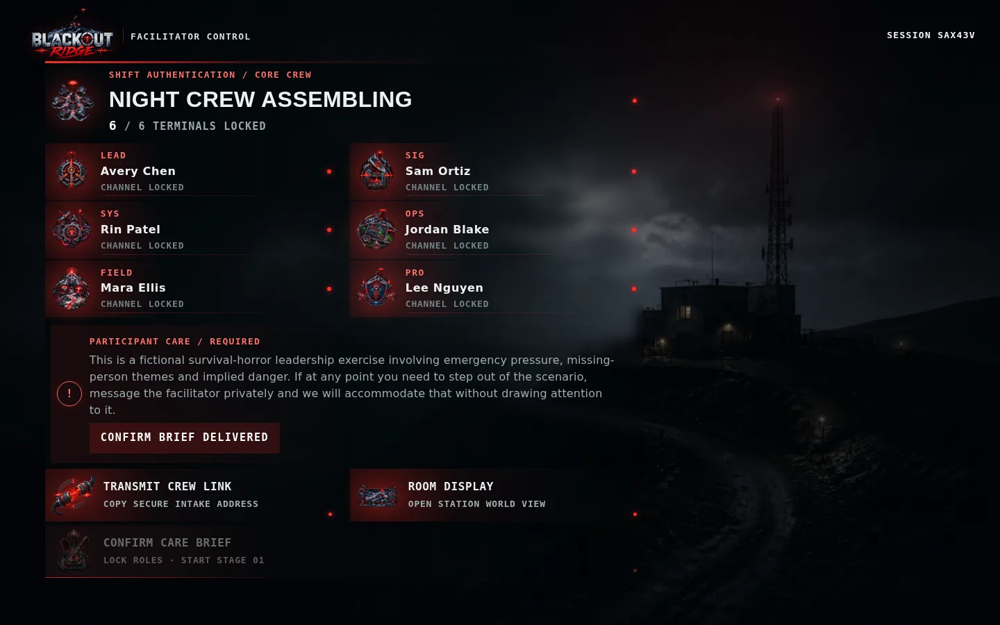 BLACKOUT
RIDGE
FACILITATOR CONTROL
SESSION SAX43V
SHIFT AUTHENTICATION / CORE CREW
NIGHT CREW ASSEMBLING
6 / 6 TERMINALS LOCKED
LEAD
Avery Chen
CHANNEL LOCKED
SIG
Sam Ortiz
CHANNEL LOCKED
SYS
Rin Patel
CHANNEL LOCKED
OPS
Jordan Blake
CHANNEL LOCKED
FIELD
Mara Ellis
CHANNEL LOCKED
PRO
Lee Nguyen
CHANNEL LOCKED
PARTICIPANT CARE / REQUIRED
!
This is a fictional survival-horror leadership exercise involving emergency pressure, missing-
person themes and implied danger. If at any point you need to step out of the scenario,
message the facilitator privately and we will accommodate that without drawing attention
to it.
CONFIRM BRIEF DELIVERED
TRANSMIT CREW LINK
COPY SECURE INTAKE ADDRESS
ROOM DISPLAY
OPEN STATION WORLD VIEW
CONFIRM CARE BRIEF
LOCK ROLES · START STAGE 01